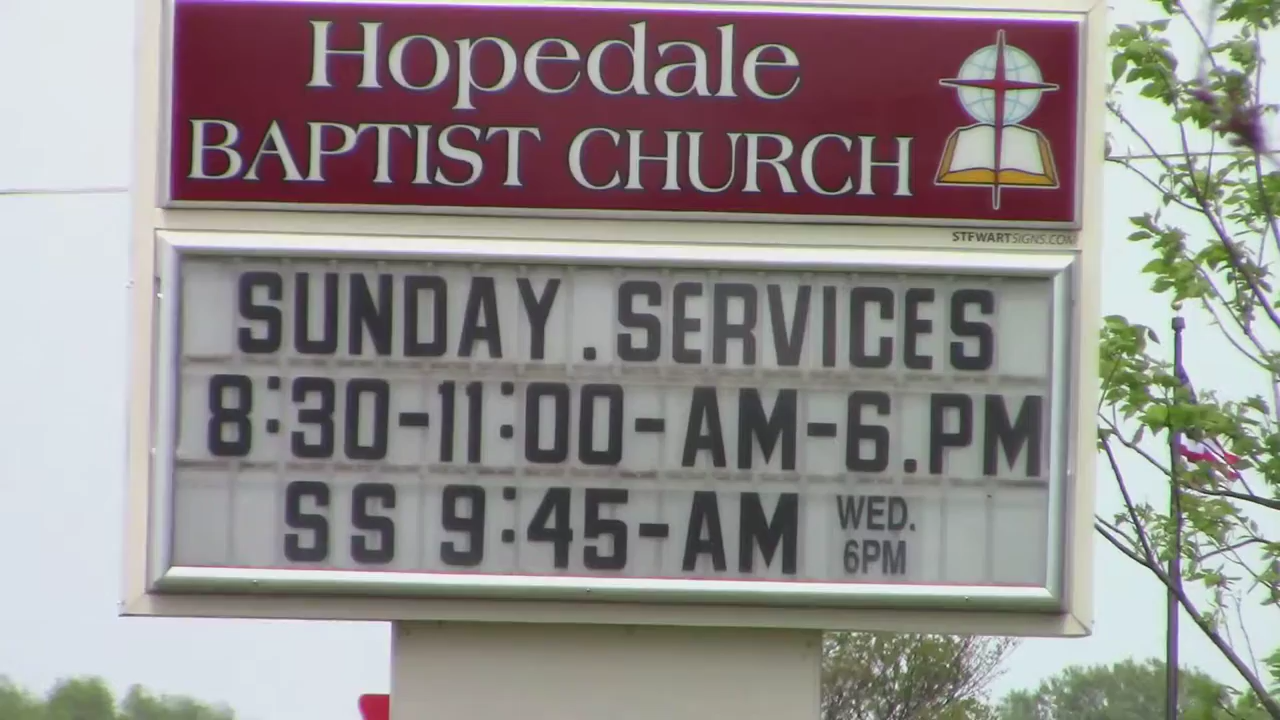 Hopedale
BAPTIST CHURCH
STEWARTSIGNS.COM
SUNDAY.SERVICES
8:30-11:00-AM-6.PM
SS 9:45-AM WED.
6PM